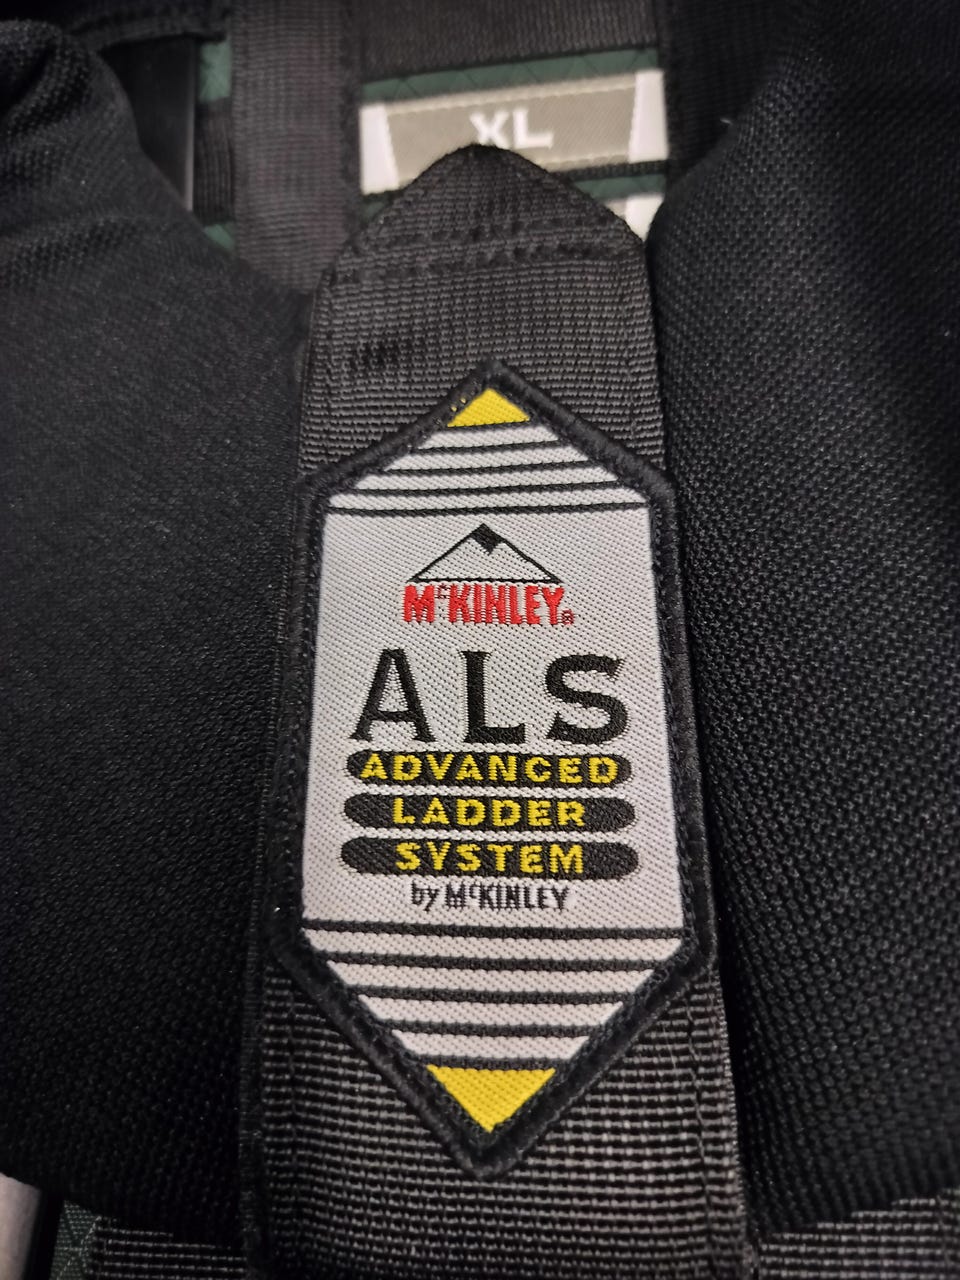 XL
McKINLEY®
ALS
ADVANCED
LADDER
SYSTEM
by McKINLEY